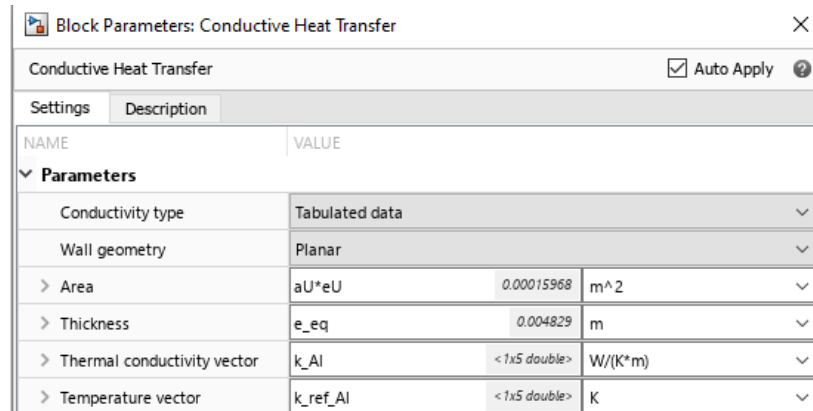 Block Parameters: Conductive Heat Transfer
Conductive Heat Transfer Auto Apply
Settings Description
NAME VALUE
Parameters
Conductivity type Tabulated data
Wall geometry Planar
Area aU*eU 0.00015968 m^2
Thickness e_eq 0.004829 m
Thermal conductivity vector k_Al <1x5 double> W/(K*m)
Temperature vector k_ref_Al <1x5 double> K